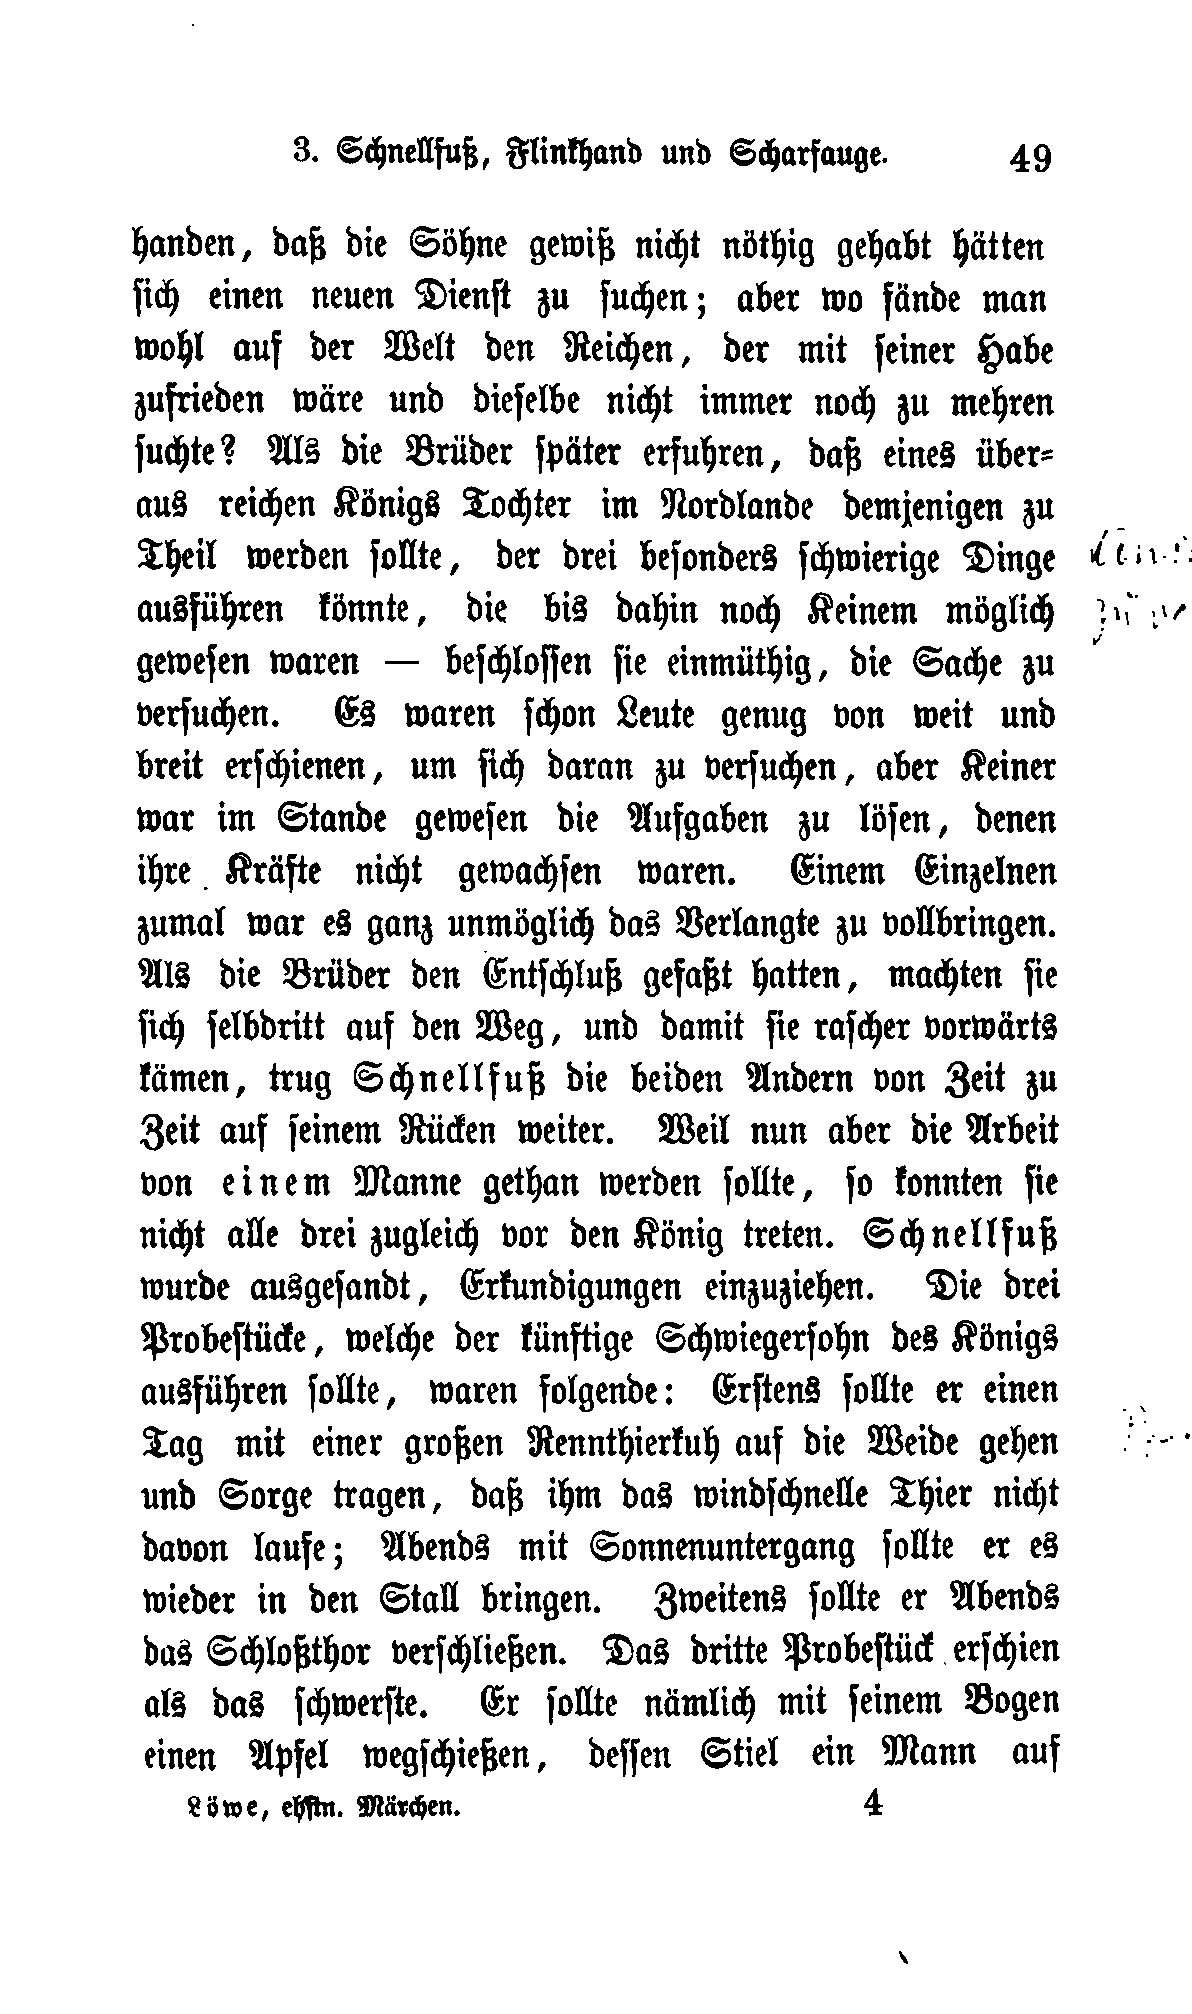 3. Schnellfuß, Flinkhand und Scharfauge. 49
handen, daß die Söhne gewiß nicht nöthig gehabt hätten
sich einen neuen Dienst zu suchen; aber wo fände man
wohl auf der Welt den Reichen, der mit seiner Habe
zufrieden wäre und dieselbe nicht immer noch zu mehren
suchte? Als die Brüder später erfuhren, daß eines über-
aus reichen Königs Tochter im Nordlande demjenigen zu
Theil werden sollte, der drei besonders schwierige Dinge
ausführen könnte, die bis dahin noch Keinem möglich
gewesen waren — beschlossen sie einmüthig, die Sache zu
versuchen. Es waren schon Leute genug von weit und
breit erschienen, um sich daran zu versuchen, aber Keiner
war im Stande gewesen die Aufgaben zu lösen, denen
ihre Kräfte nicht gewachsen waren. Einem Einzelnen
zumal war es ganz unmöglich das Verlangte zu vollbringen.
Als die Brüder den Entschluß gefaßt hatten, machten sie
sich selbdritt auf den Weg, und damit sie rascher vorwärts
kämen, trug Schnellfuß die beiden Andern von Zeit zu
Zeit auf seinem Rücken weiter. Weil nun aber die Arbeit
von einem Manne gethan werden sollte, so konnten sie
nicht alle drei zugleich vor den König treten. Schnellfuß
wurde ausgesandt, Erkundigungen einzuziehen. Die drei
Probestücke, welche der künftige Schwiegersohn des Königs
ausführen sollte, waren folgende: Erstens sollte er einen
Tag mit einer großen Rennthierkuh auf die Weide gehen
und Sorge tragen, daß ihm das windschnelle Thier nicht
davon laufe; Abends mit Sonnenuntergang sollte er es
wieder in den Stall bringen. Zweitens sollte er Abends
das Schloßthor verschließen. Das dritte Probestück erschien
als das schwerste. Er sollte nämlich mit seinem Bogen
einen Apfel wegschießen, dessen Stiel ein Mann auf
Löwe, ehstn. Märchen. 4